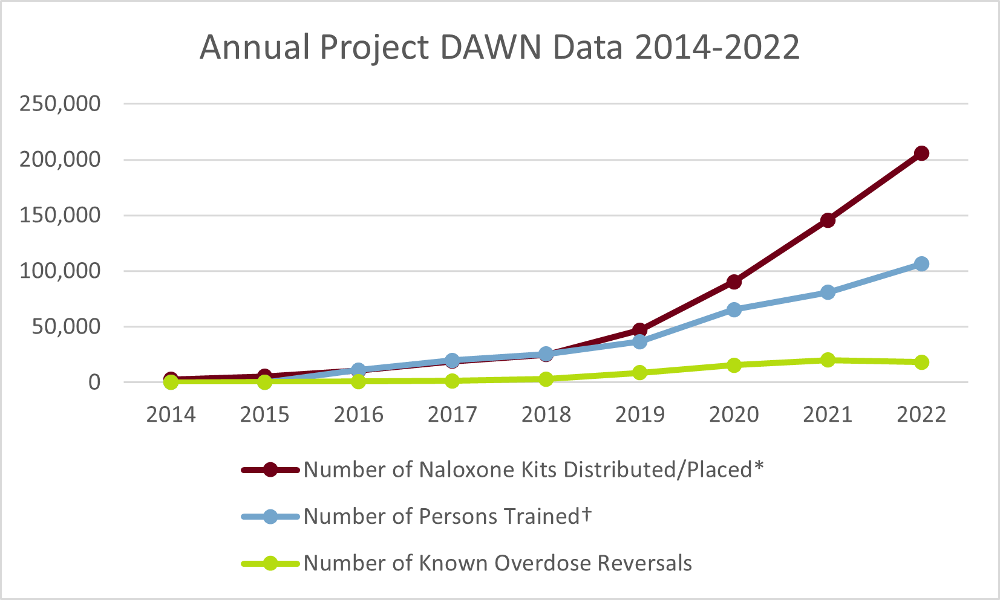 Annual Project DAWN Data 2014-2022
250,000
200,000
150,000
100,000
50,000
0
2014 2015 2016 2017 2018 2019 2020 2021 2022
Number of Naloxone Kits Distributed/Placed*
Number of Persons Trained†
Number of Known Overdose Reversals